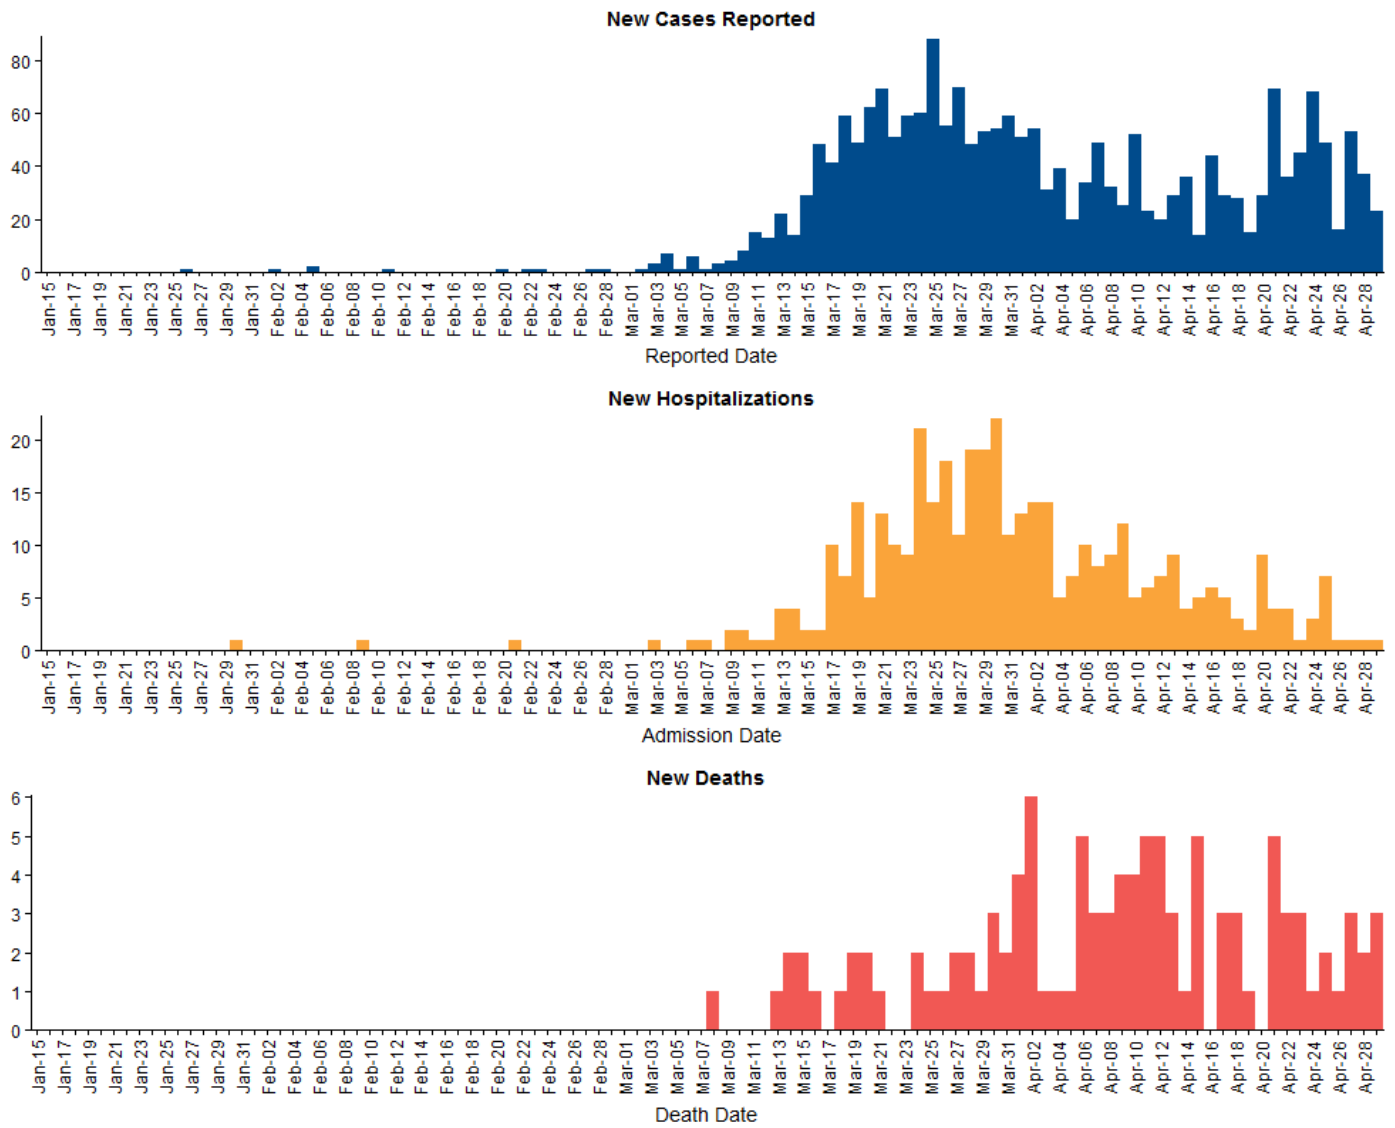 New Cases Reported
80
60
40
20
0
Jan-15 Jan-17 Jan-19 Jan-21 Jan-23 Jan-25 Jan-27 Jan-29 Jan-31 Feb-02 Feb-04 Feb-06 Feb-08 Feb-10 Feb-12 Feb-14 Feb-16 Feb-18 Feb-20 Feb-22 Feb-24 Feb-26 Feb-28 Mar-01 Mar-03 Mar-05 Mar-07 Mar-09 Mar-11 Mar-13 Mar-15 Mar-17 Mar-19 Mar-21 Mar-23 Mar-25 Mar-27 Mar-29 Mar-31 Apr-02 Apr-04 Apr-06 Apr-08 Apr-10 Apr-12 Apr-14 Apr-16 Apr-18 Apr-20 Apr-22 Apr-24 Apr-26 Apr-28
Reported Date
New Hospitalizations
20
15
10
5
0
Jan-15 Jan-17 Jan-19 Jan-21 Jan-23 Jan-25 Jan-27 Jan-29 Jan-31 Feb-02 Feb-04 Feb-06 Feb-08 Feb-10 Feb-12 Feb-14 Feb-16 Feb-18 Feb-20 Feb-22 Feb-24 Feb-26 Feb-28 Mar-01 Mar-03 Mar-05 Mar-07 Mar-09 Mar-11 Mar-13 Mar-15 Mar-17 Mar-19 Mar-21 Mar-23 Mar-25 Mar-27 Mar-29 Mar-31 Apr-02 Apr-04 Apr-06 Apr-08 Apr-10 Apr-12 Apr-14 Apr-16 Apr-18 Apr-20 Apr-22 Apr-24 Apr-26 Apr-28
Admission Date
New Deaths
6
5
4
3
2
1
0
Jan-15 Jan-17 Jan-19 Jan-21 Jan-23 Jan-25 Jan-27 Jan-29 Jan-31 Feb-02 Feb-04 Feb-06 Feb-08 Feb-10 Feb-12 Feb-14 Feb-16 Feb-18 Feb-20 Feb-22 Feb-24 Feb-26 Feb-28 Mar-01 Mar-03 Mar-05 Mar-07 Mar-09 Mar-11 Mar-13 Mar-15 Mar-17 Mar-19 Mar-21 Mar-23 Mar-25 Mar-27 Mar-29 Mar-31 Apr-02 Apr-04 Apr-06 Apr-08 Apr-10 Apr-12 Apr-14 Apr-16 Apr-18 Apr-20 Apr-22 Apr-24 Apr-26 Apr-28
Death Date